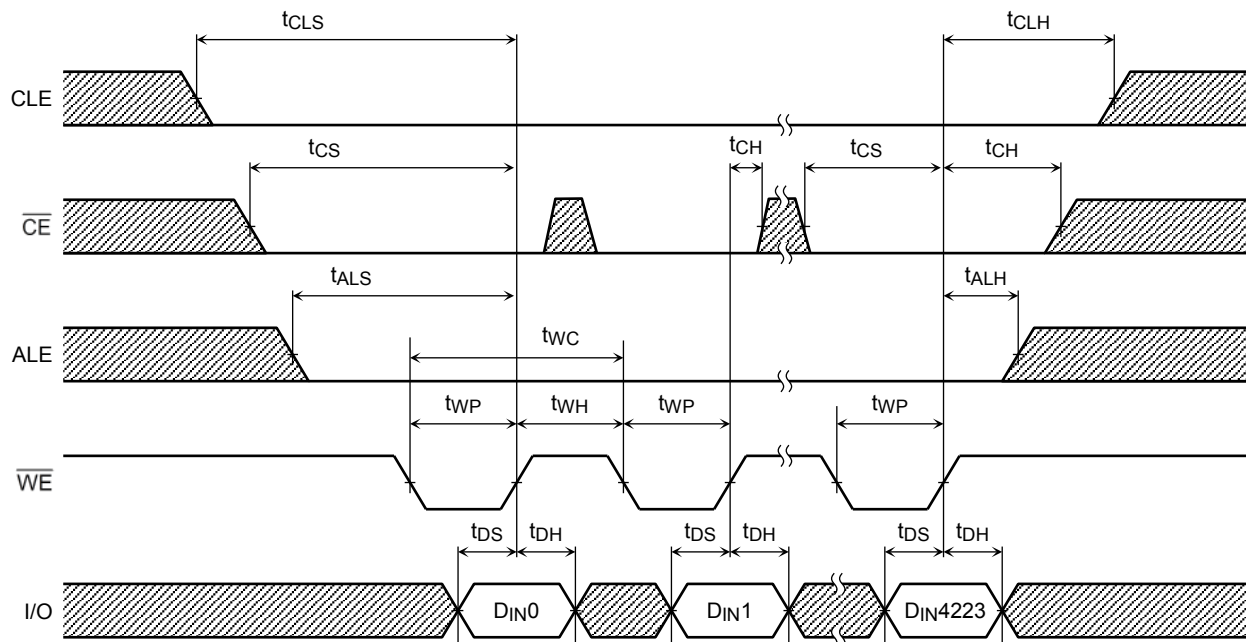 tCLS tCLH
CLE
tCS tCH tCS tCH
CE
tALS tALH
ALE
tWC
tWP tWH tWP tWP
WE
tDS tDH tDS tDH tDS tDH
I/O DIN0 DIN1 DIN4223